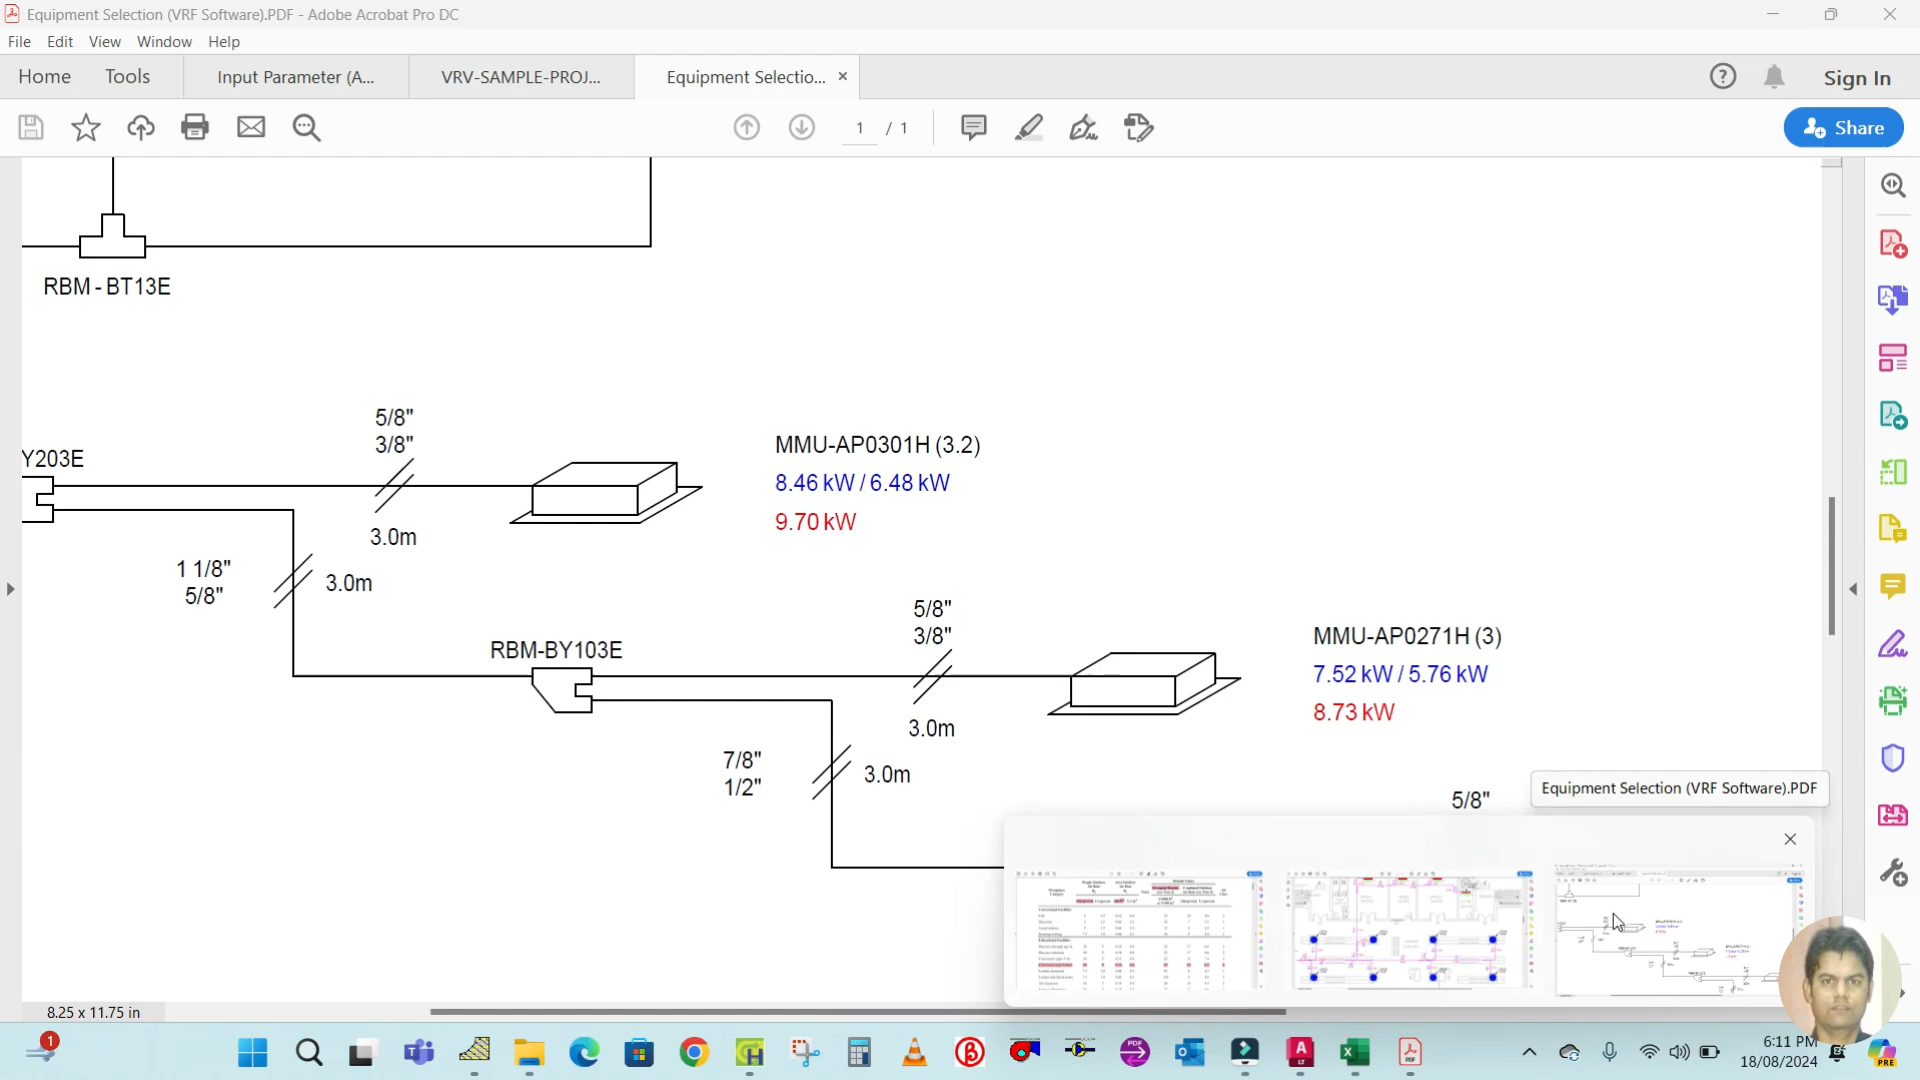 Equipment Selection (VRF Software).PDF - Adobe Acrobat Pro DC
File Edit View Window Help
Home Tools Input Parameter (A... VRV-SAMPLE-PROJ... Equipment Selectio... Sign In
1 / 1
Share
RBM - BT13E
5/8"
3/8"
Y203E
MMU-AP0301H (3.2)
8.46 kW / 6.48 kW
9.70 kW
3.0m
1 1/8"
5/8"
3.0m
5/8"
3/8"
RBM-BY103E
MMU-AP0271H (3)
7.52 kW / 5.76 kW
8.73 kW
3.0m
7/8"
1/2"
3.0m
Equipment Selection (VRF Software).PDF
5/8"
8.25 x 11.75 in
1
PDF
6:11 PM
18/08/2024
PRE